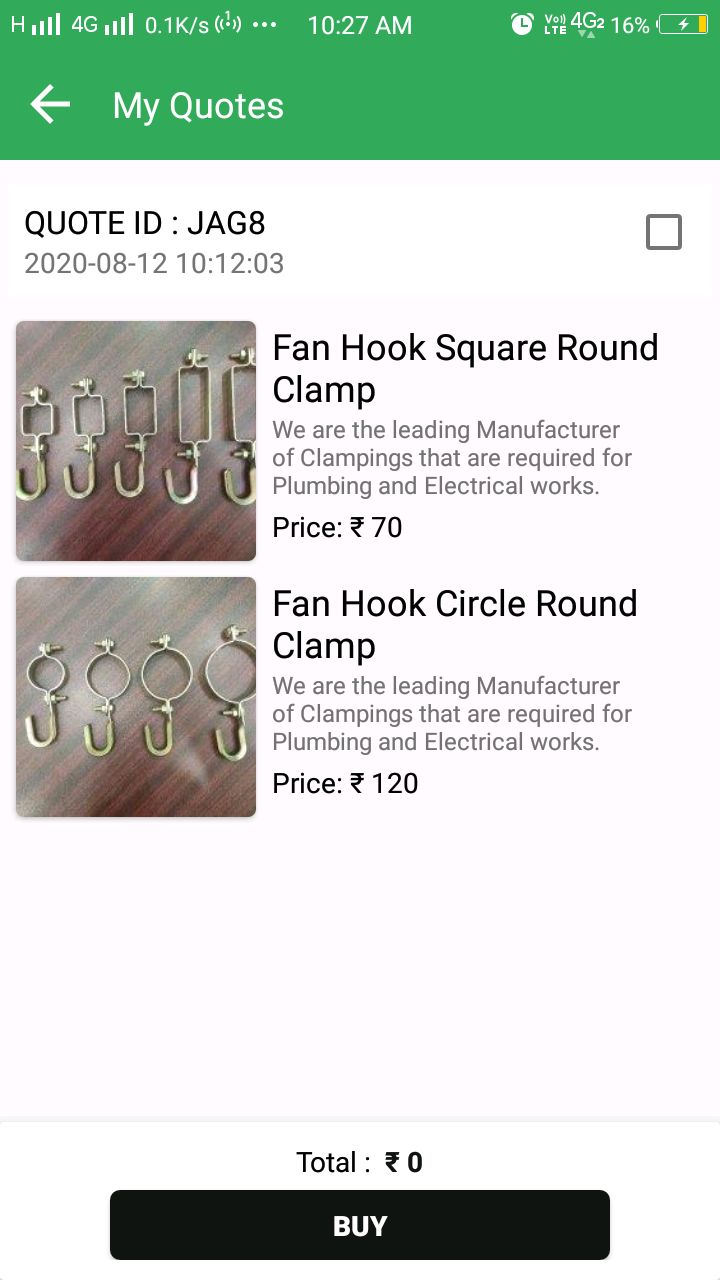 H 4G 0.1K/s 1 ... 10:27 AM Vo)) LTE 4G2 16%
My Quotes
QUOTE ID : JAG8
2020-08-12 10:12:03
Fan Hook Square Round
Clamp
We are the leading Manufacturer
of Clampings that are required for
Plumbing and Electrical works.
Price: ₹ 70
Fan Hook Circle Round
Clamp
We are the leading Manufacturer
of Clampings that are required for
Plumbing and Electrical works.
Price: ₹ 120
Total : ₹ 0
BUY